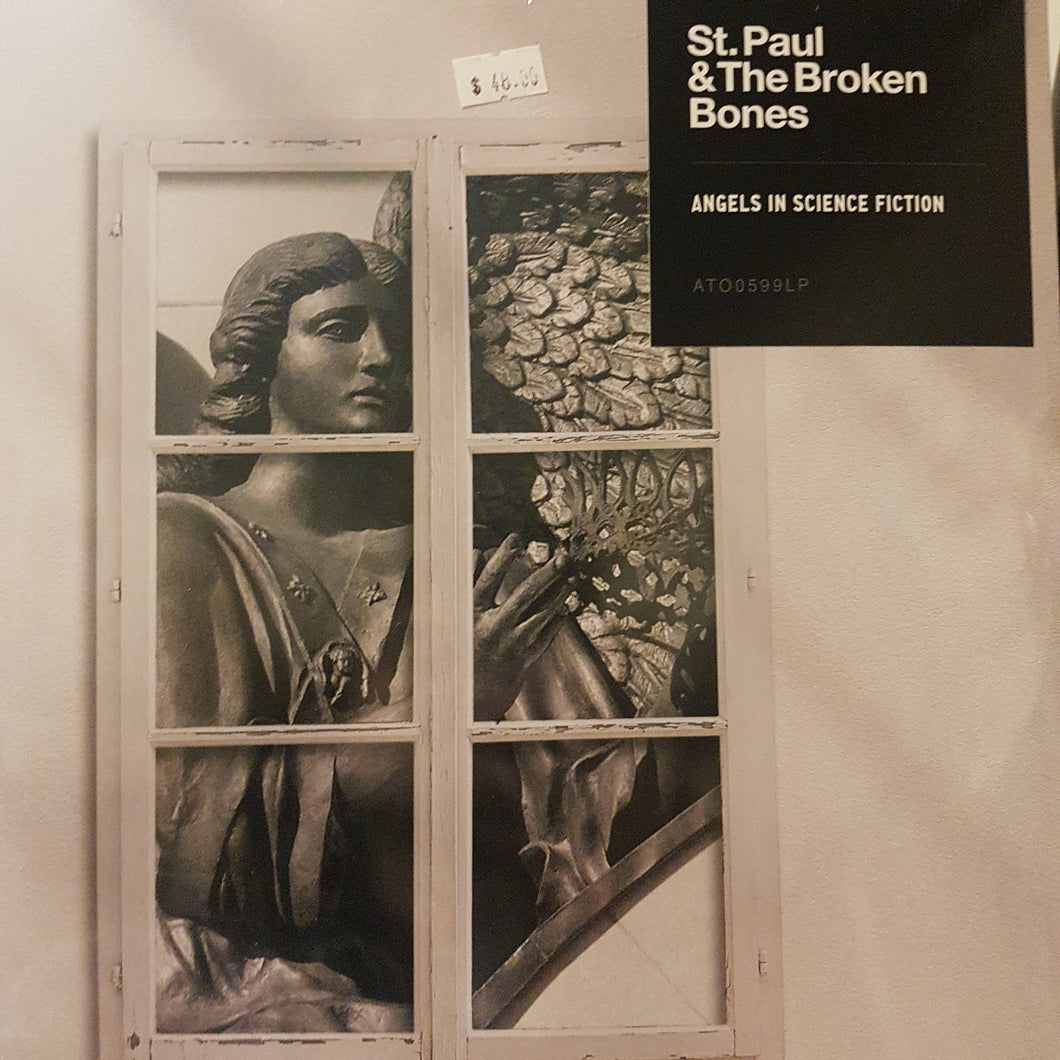 $ 48.00
St. Paul
& The Broken
Bones
ANGELS IN SCIENCE FICTION
ATO0599LP